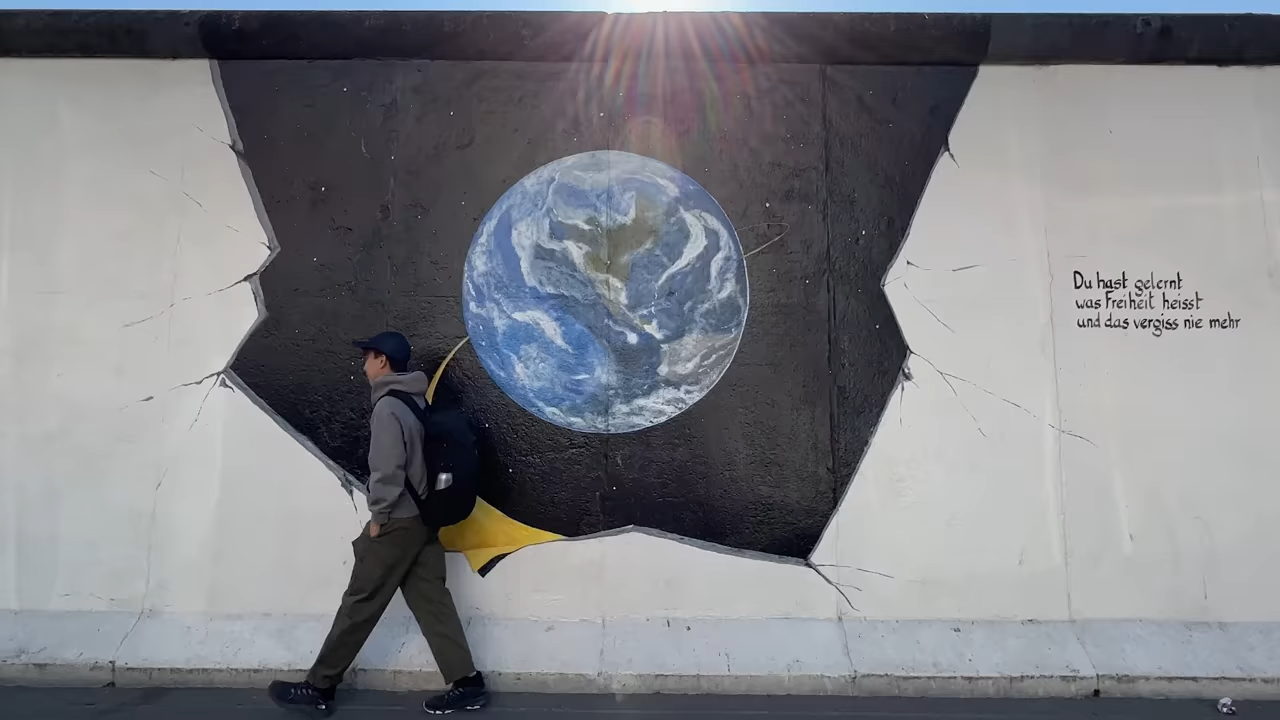 Du hast gelernt
was Freiheit heisst
und das vergiss nie mehr